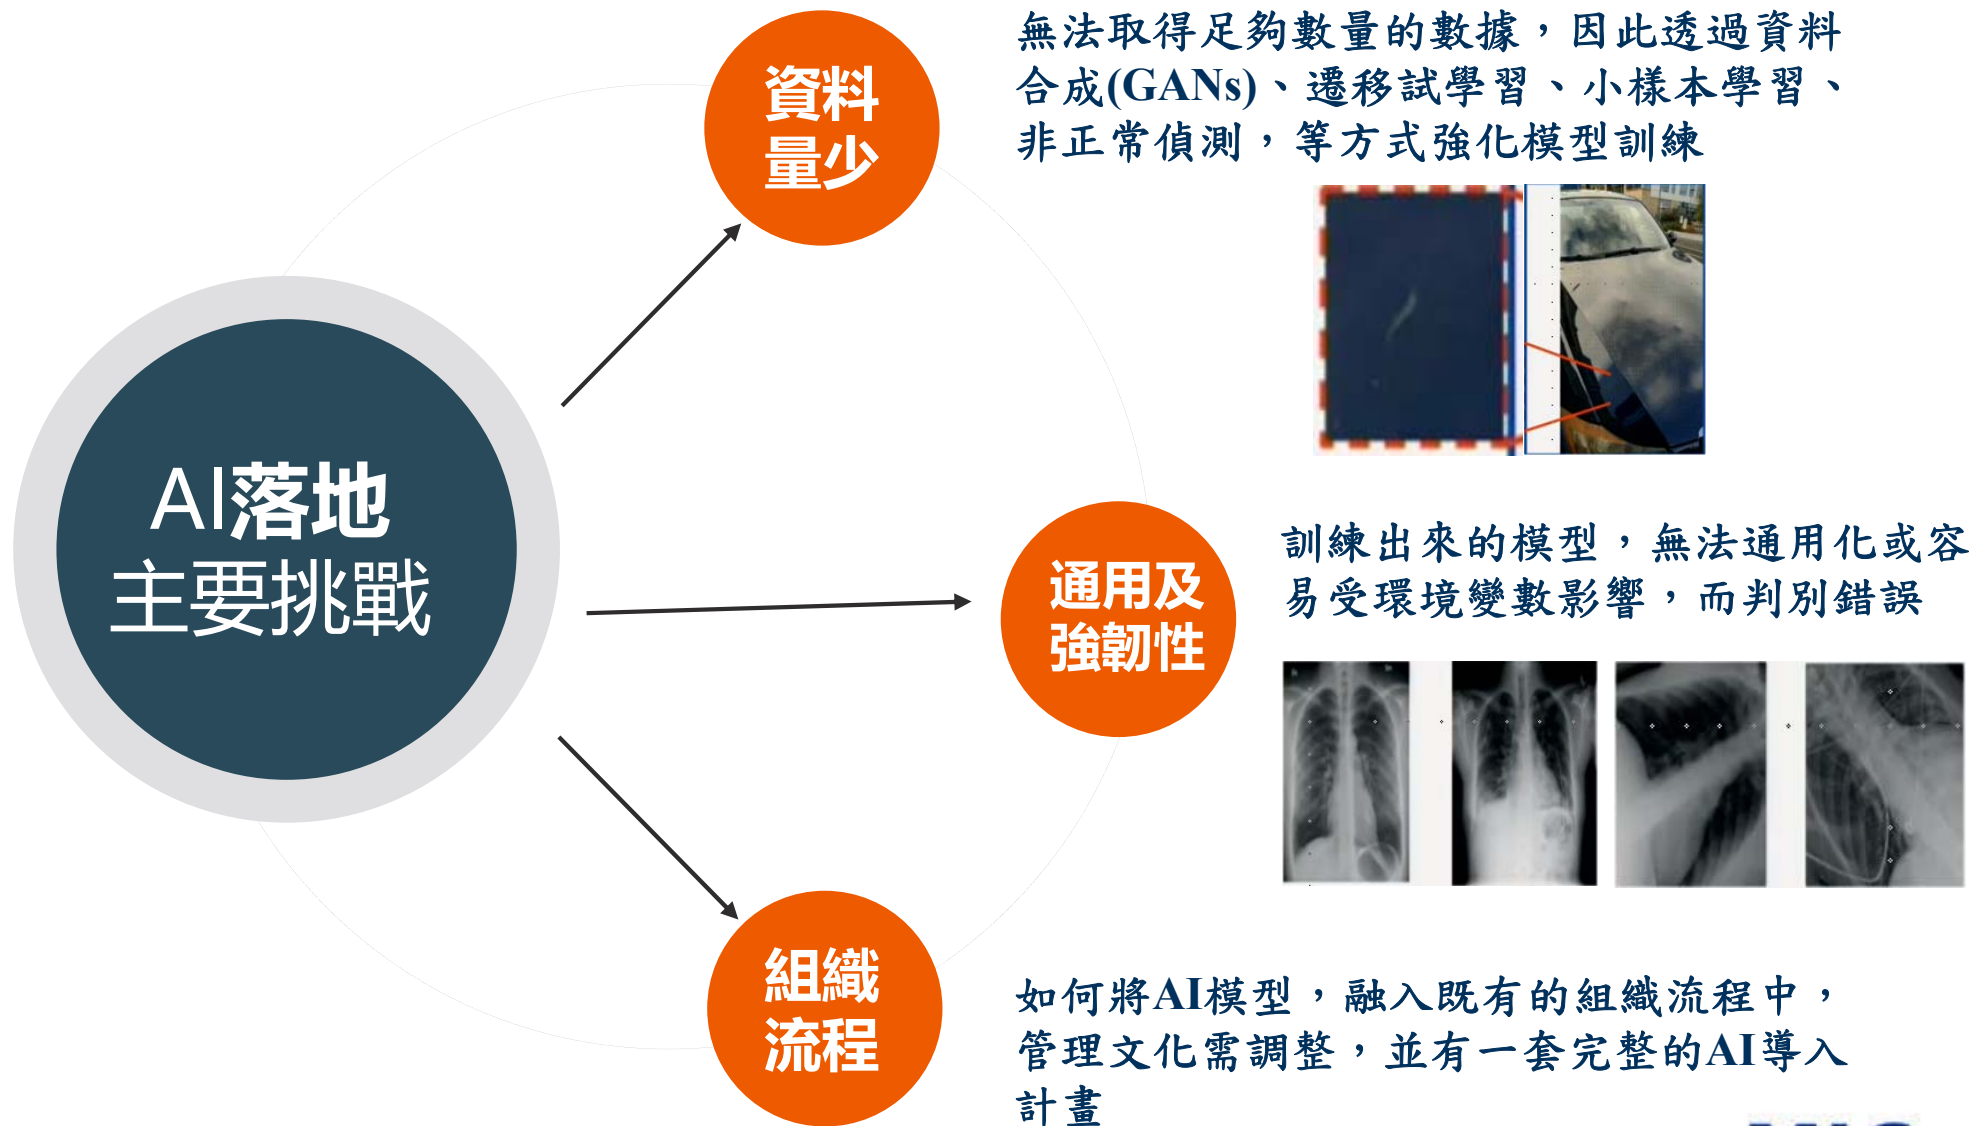 AI落地
主要挑戰
資料
量少
無法取得足夠數量的數據，因此透過資料
合成(GANs)、遷移試學習、小樣本學習、
非正常偵測，等方式強化模型訓練
通用及
強韌性
訓練出來的模型，無法通用化或容
易受環境變數影響，而判別錯誤
組織
流程
如何將AI模型，融入既有的組織流程中，
管理文化需調整，並有一套完整的AI導入
計畫